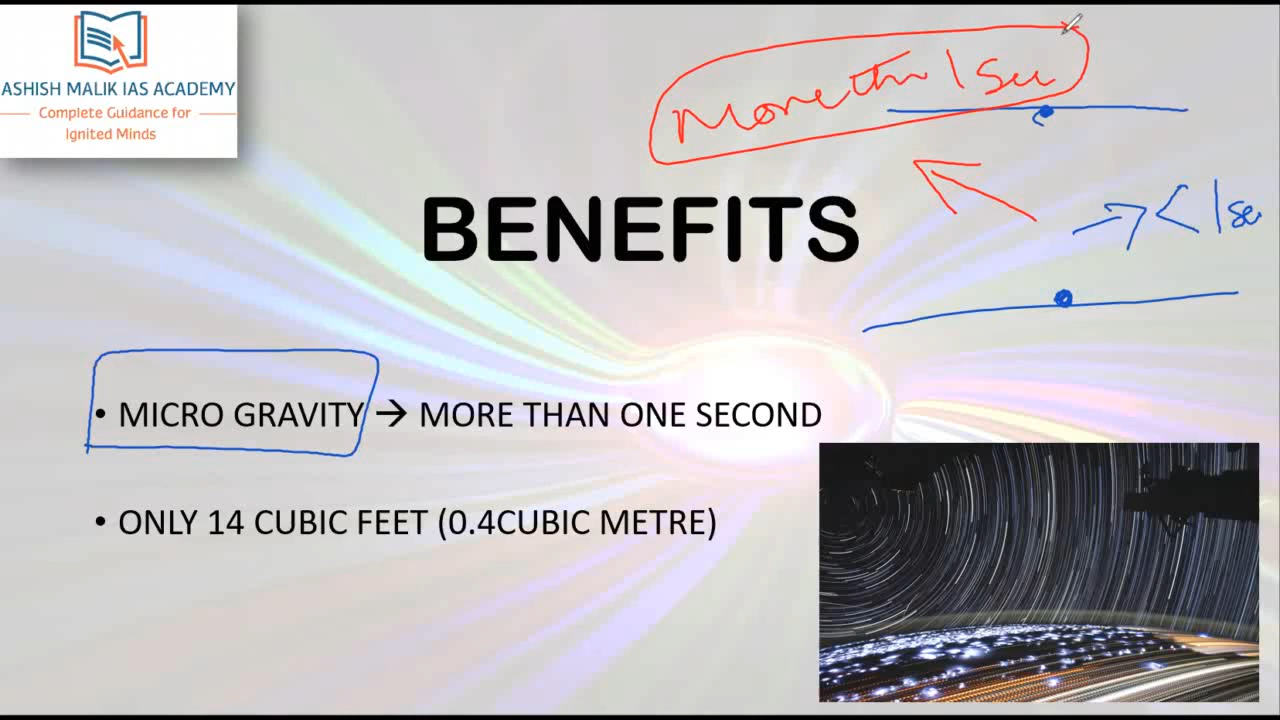 ASHISH MALIK IAS ACADEMY
Complete Guidance for
Ignited Minds
More than 1 Sec
< 1 sec
BENEFITS
• MICRO GRAVITY → MORE THAN ONE SECOND
• ONLY 14 CUBIC FEET (0.4CUBIC METRE)